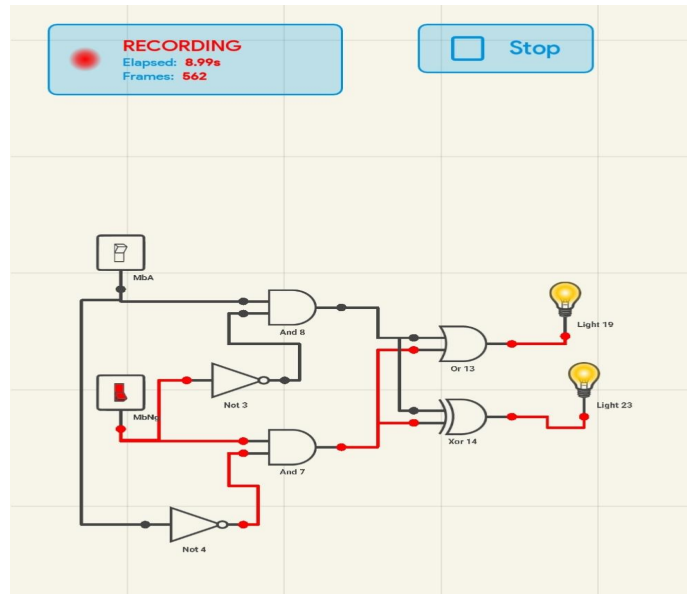 RECORDING
Elapsed: 8.99s
Frames: 562
Stop
MbA
Light 19
And 8
Or 13
Light 23
Not 3
Xor 14
And 7
Not 4